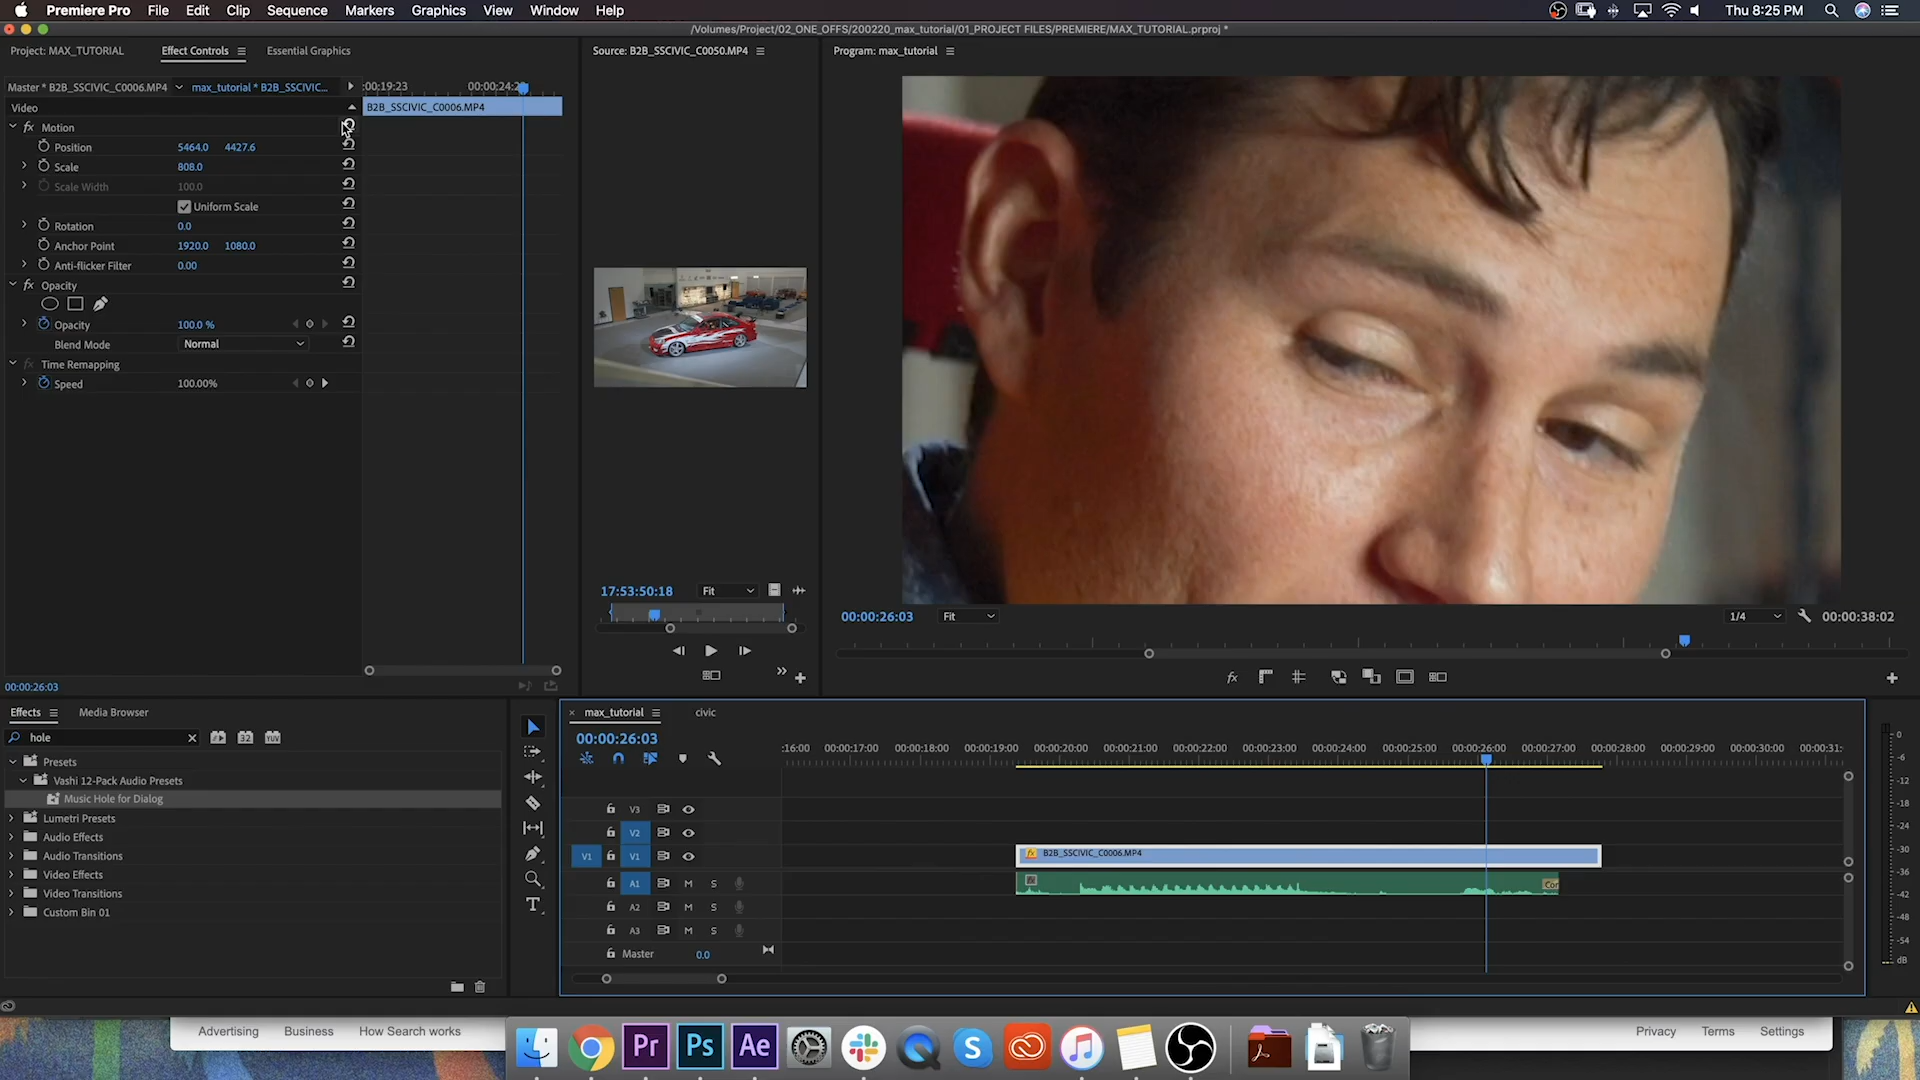 Premiere Pro File Edit Clip Sequence Markers Graphics View Window Help Thu 8:25 PM
/Volumes/Project/02_ONE_OFFS/200220_max_tutorial/01_PROJECT FILES/PREMIERE/MAX_TUTORIAL.prproj *
Project: MAX_TUTORIAL Effect Controls Essential Graphics
Source: B2B_SSCIVIC_C0050.MP4
Program: max_tutorial
Master * B2B_SSCIVIC_C0006.MP4 max_tutorial * B2B_SSCIVIC...
:00:19:23 00:00:24:2
Video
B2B_SSCIVIC_C0006.MP4
fx Motion
Position 5464.0 4427.6
Scale 808.0
Scale Width 100.0
Uniform Scale
Rotation 0.0
Anchor Point 1920.0 1080.0
Anti-flicker Filter 0.00
fx Opacity
Opacity 100.0 %
Blend Mode Normal
fx Time Remapping
Speed 100.00%
17:53:50:18 Fit
00:00:26:03 Fit 1/4 00:00:38:02
fx
00:00:26:03
Effects Media Browser
hole
32 YUV
Presets
Vashi 12-Pack Audio Presets
Music Hole for Dialog
Lumetri Presets
Audio Effects
Audio Transitions
Video Effects
Video Transitions
Custom Bin 01
max_tutorial civic
00:00:26:03
:16:00 00:00:17:00 00:00:18:00 00:00:19:00 00:00:20:00 00:00:21:00 00:00:22:00 00:00:23:00 00:00:24:00 00:00:25:00 00:00:26:00 00:00:27:00 00:00:28:00 00:00:29:00 00:00:30:00 00:00:31:
V3
V2
V1 V1 fx B2B_SSCIVIC_C0006.MP4
A1 M S Cor
A2 M S
A3 M S
Master 0.0
0
-6
-12
-18
-24
-30
-36
-42
-48
-54
dB
Advertising Business How Search works Privacy Terms Settings
Pr Ps Ae S